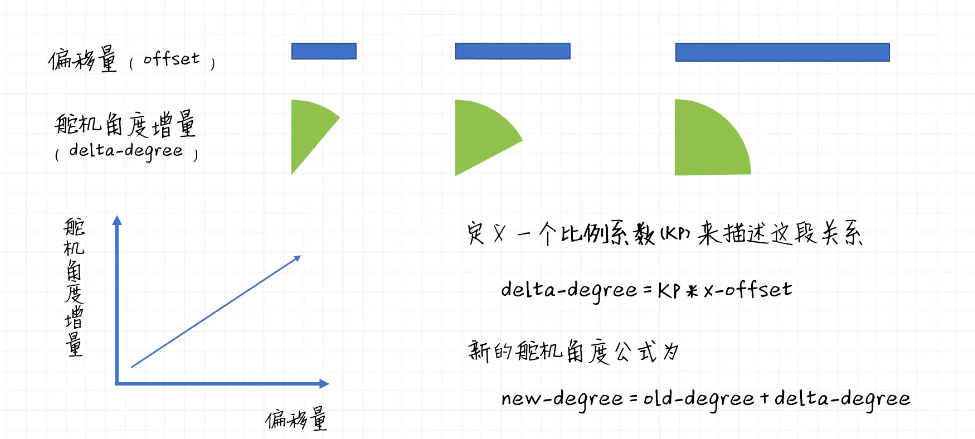 偏移量(offset)
舵机角度增量
(delta-degree)
舵机角度增量
偏移量
定义一个比例系数(KP)来描述这段关系
delta-degree=KP*x-offset
新的舵机角度公式为
new-degree=old-degree+delta-degree